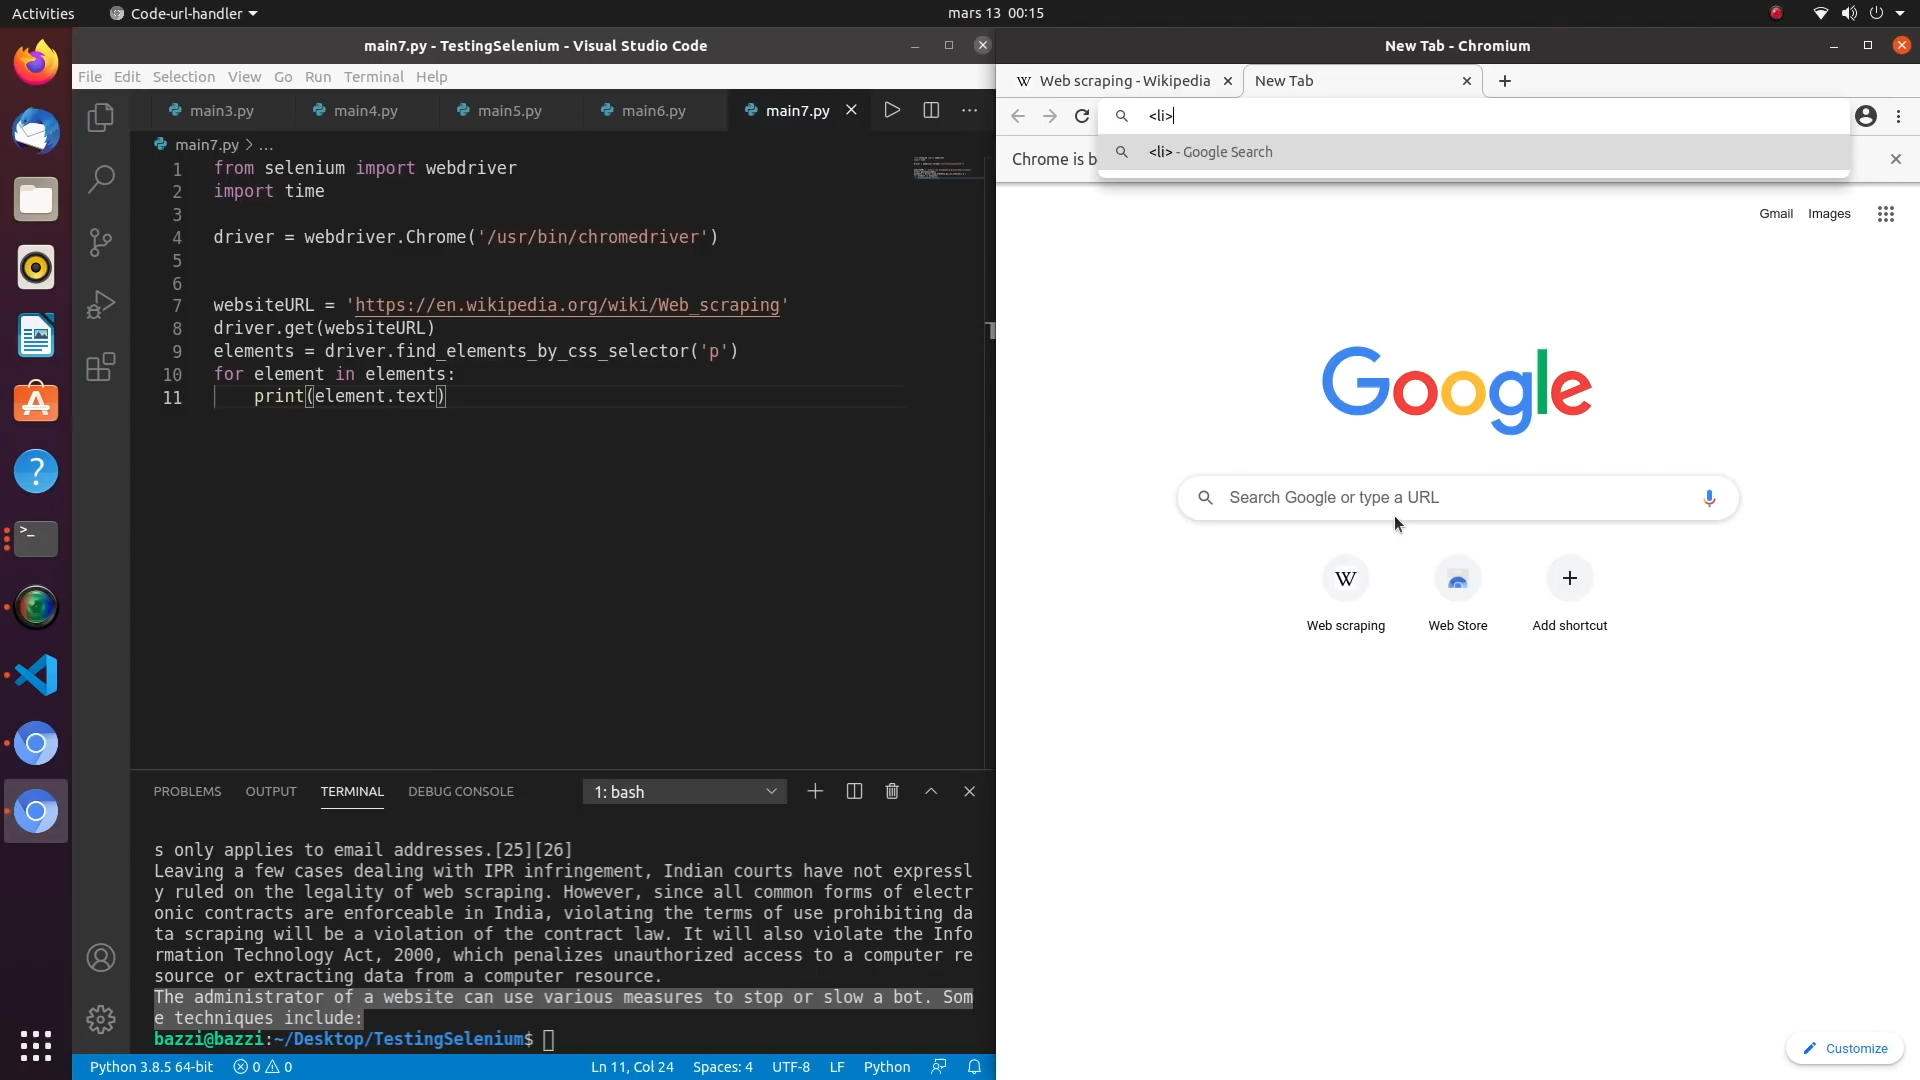 Activities
Code-url-handler
mars 13 00:15
main7.py - TestingSelenium - Visual Studio Code
File Edit Selection View Go Run Terminal Help
main3.py
main4.py
main5.py
main6.py
main7.py
main7.py > ...
1 from selenium import webdriver
2 import time
3
4 driver = webdriver.Chrome('/usr/bin/chromedriver')
5
6
7 websiteURL = 'https://en.wikipedia.org/wiki/Web_scraping'
8 driver.get(websiteURL)
9 elements = driver.find_elements_by_css_selector('p')
10 for element in elements:
11 print(element.text)
PROBLEMS OUTPUT TERMINAL DEBUG CONSOLE
1: bash
s only applies to email addresses.[25][26]
Leaving a few cases dealing with IPR infringement, Indian courts have not expressl
y ruled on the legality of web scraping. However, since all common forms of electr
onic contracts are enforceable in India, violating the terms of use prohibiting da
ta scraping will be a violation of the contract law. It will also violate the Info
rmation Technology Act, 2000, which penalizes unauthorized access to a computer re
source or extracting data from a computer resource.
The administrator of a website can use various measures to stop or slow a bot. Som
e techniques include:
bazzi@bazzi:~/Desktop/TestingSelenium$
Python 3.8.5 64-bit
0 0
Ln 11, Col 24 Spaces: 4 UTF-8 LF Python
New Tab - Chromium
Web scraping - Wikipedia
New Tab
<li>
<li> - Google Search
Chrome is b
Gmail Images
Google
Search Google or type a URL
Web scraping
Web Store
Add shortcut
Customize